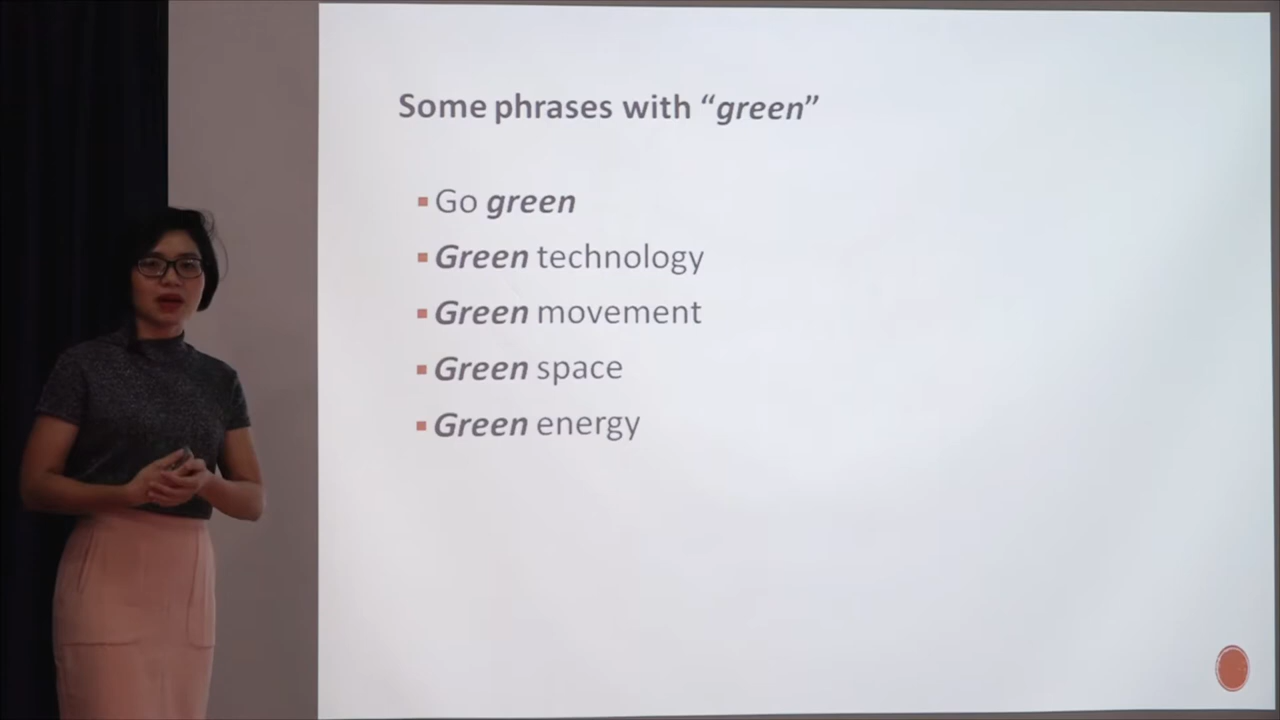 Some phrases with “green”
Go green
Green technology
Green movement
Green space
Green energy